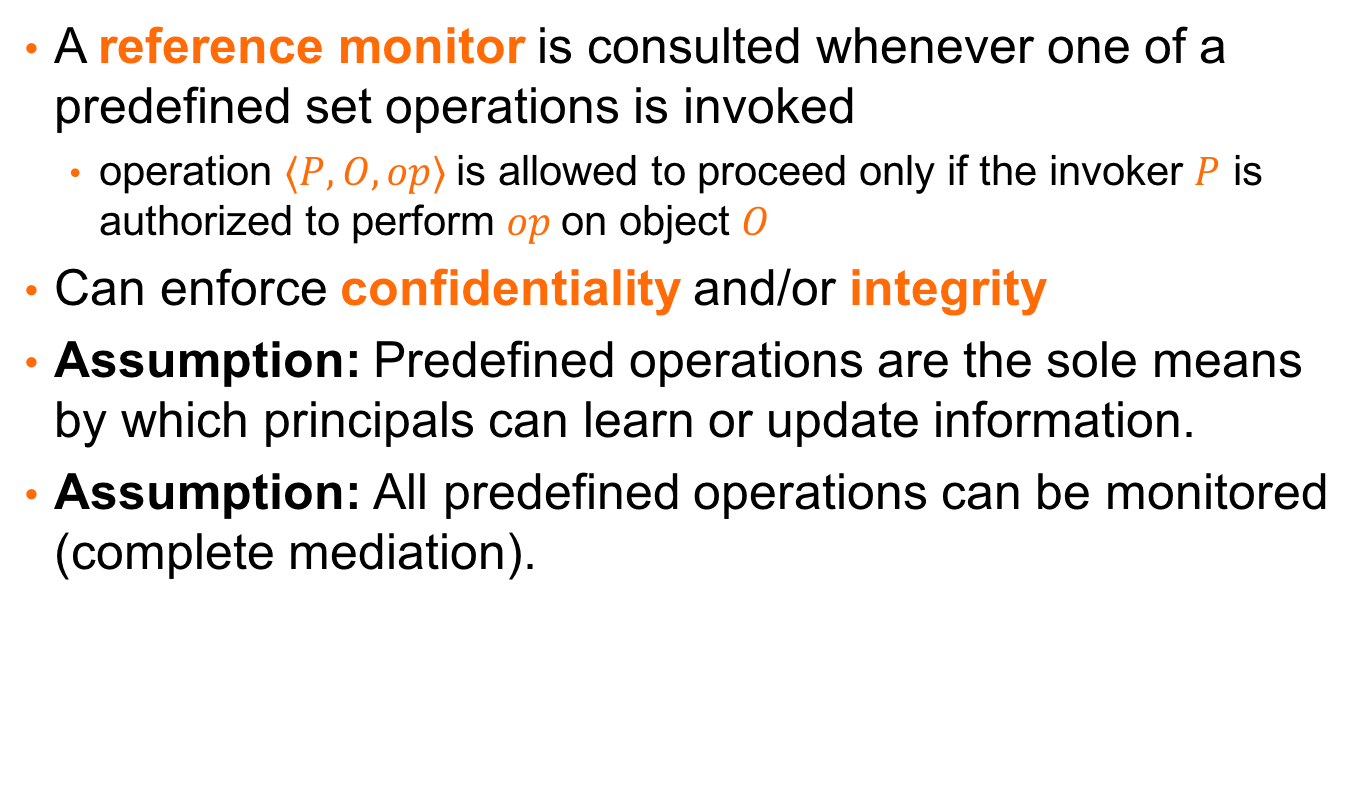 • A reference monitor is consulted whenever one of a
predefined set operations is invoked
• operation ⟨P, O, op⟩ is allowed to proceed only if the invoker P is
authorized to perform op on object O
• Can enforce confidentiality and/or integrity
• Assumption: Predefined operations are the sole means
by which principals can learn or update information.
• Assumption: All predefined operations can be monitored
(complete mediation).